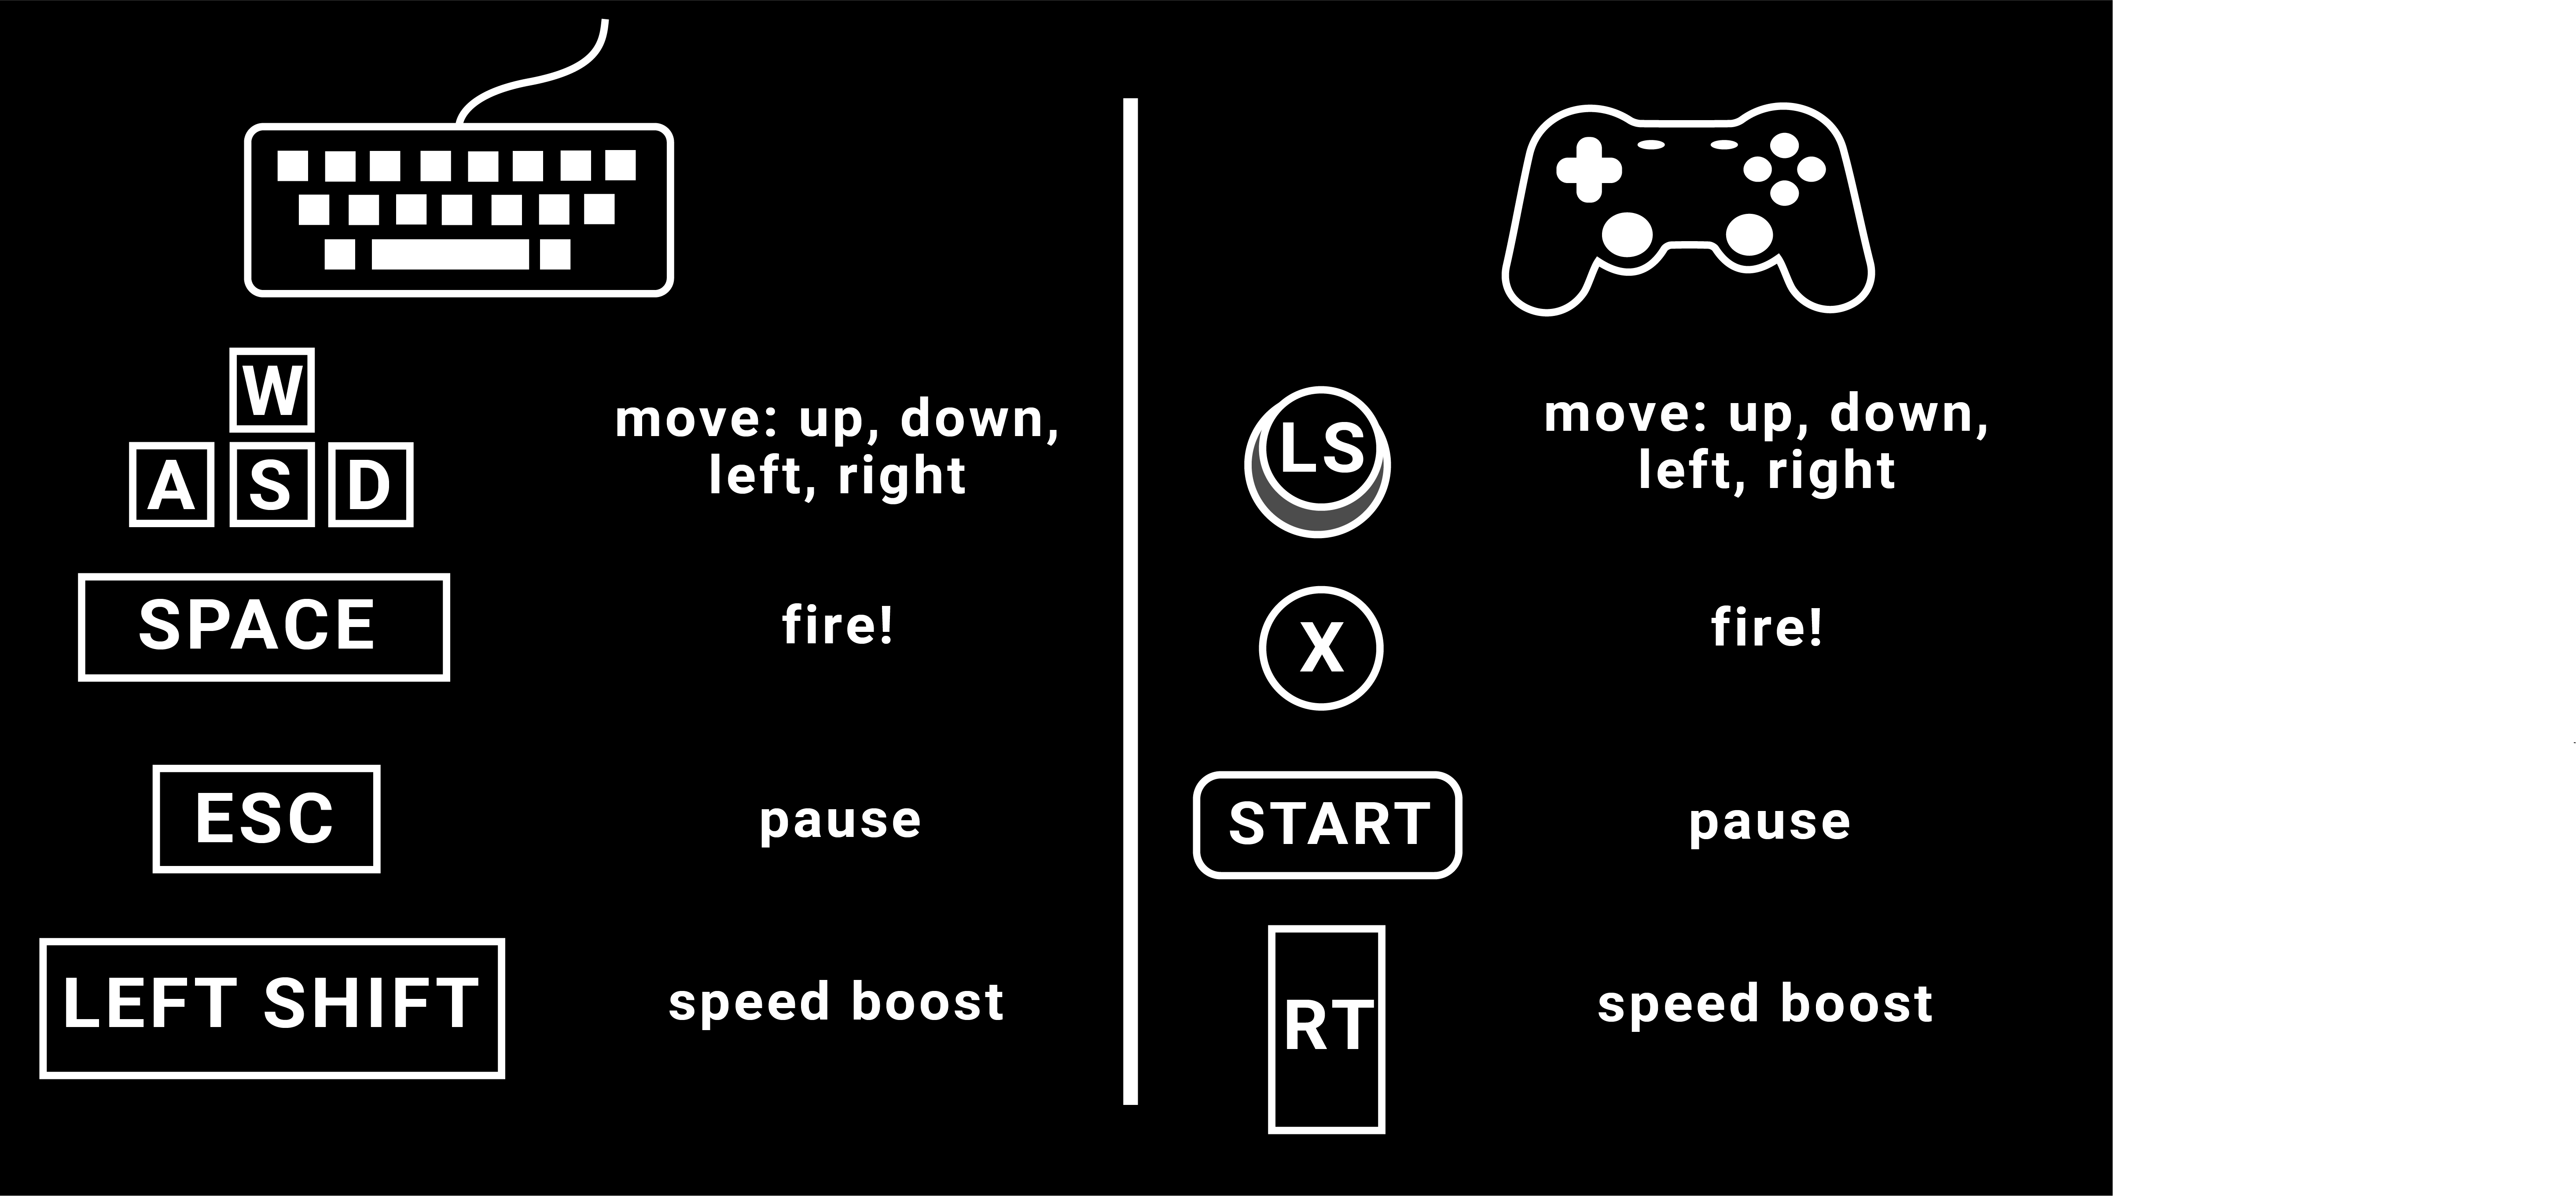 W
A S D
move: up, down,
left, right
SPACE
fire!
ESC
pause
LEFT SHIFT
speed boost
LS
move: up, down,
left, right
X
fire!
START
pause
RT
speed boost